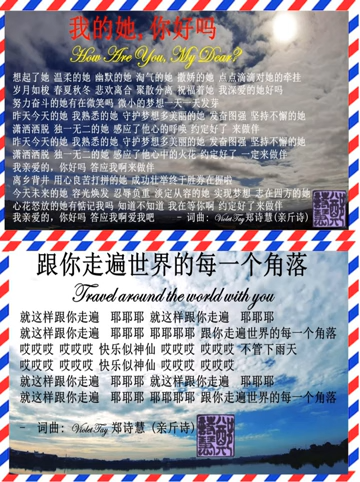 我的她,你好吗
How Are You, My Dear?
想起了她 温柔的她 幽默的她 淘气的她 撒娇的她 点点滴滴对她的牵挂
岁月如梭 春夏秋冬 悲欢离合 聚散分离 祝福着她 我深爱的她好吗
努力奋斗的她有在微笑吗 微小的梦想一天一天发芽
昨天今天的她 我熟悉的她 守护梦想多美丽的她 发奋图强 坚持不懈的她
潇洒洒脱 独一无二的她 感应了他心的呼唤 约定好了 来做伴
昨天今天的她 我熟悉的她 守护梦想多美丽的她 发奋图强 坚持不懈的她
潇洒洒脱 独一无二的她 感应了他心中的火花 约定好了 一定来做伴
我亲爱的,你好吗 答应我啊来做伴
离乡背井 用心良苦打拼的她 成功壮举终于胜券在握啦
今天未来的她 容光焕发 忍辱负重 淡定从容的她 实现梦想 志在四方的她
心花怒放的她有惦记我吗 知道不知道 我在等你啊 约定好了来做伴
我亲爱的,你好吗 答应我啊爱我吧 - 词曲: Violet Tay 郑诗慧(亲斤诗)
跟你走遍世界的每一个角落
Travel around the world with you
就这样跟你走遍 耶耶耶 就这样跟你走遍 耶耶耶
就这样跟你走遍 耶耶耶 耶耶耶耶 跟你走遍世界的每一个角落
哎哎哎 哎哎哎 快乐似神仙 哎哎哎 哎哎哎 不管下雨天
哎哎哎 哎哎哎 快乐似神仙 哎哎哎 哎哎哎
就这样跟你走遍 耶耶耶 就这样跟你走遍 耶耶耶
就这样跟你走遍 耶耶耶 耶耶耶耶 跟你走遍世界的每一个角落
- 词曲: Violet Tay 郑诗慧 (亲斤诗)